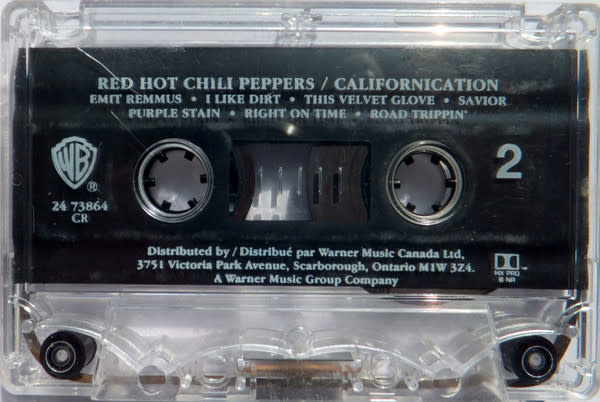 RED HOT CHILI PEPPERS / CALIFORNICATION
EMIT REMMUS • I LIKE DIRT • THIS VELVET GLOVE • SAVIOR
PURPLE STAIN • RIGHT ON TIME • ROAD TRIPPIN'
WB
®
2
24 73864
CR
Distributed by / Distribué par Warner Music Canada Ltd,
3751 Victoria Park Avenue, Scarborough, Ontario M1W 3Z4.
A Warner Music Group Company
HX PRO
B NR